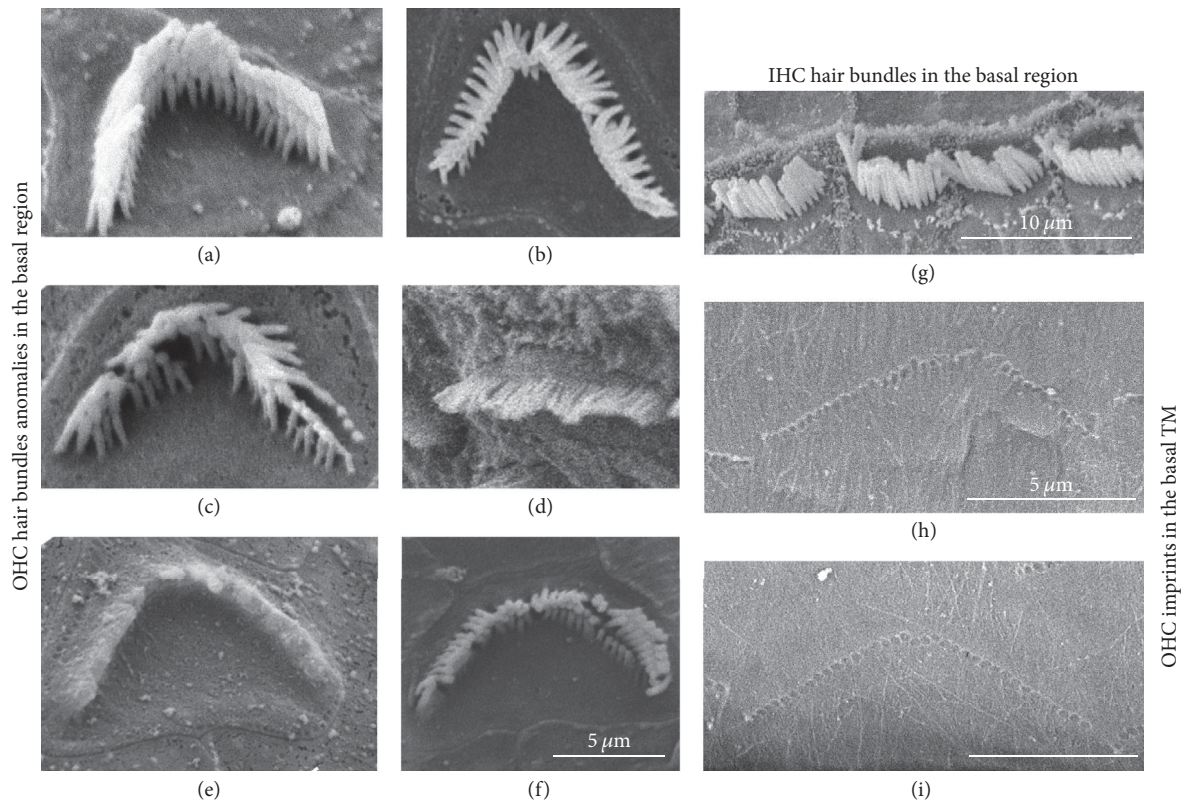 OHC hair bundles anomalies in the basal region
(a)
(b)
(c)
(d)
(e)
(f)
5 μm
IHC hair bundles in the basal region
10 μm
(g)
5 μm
(h)
(i)
OHC imprints in the basal TM